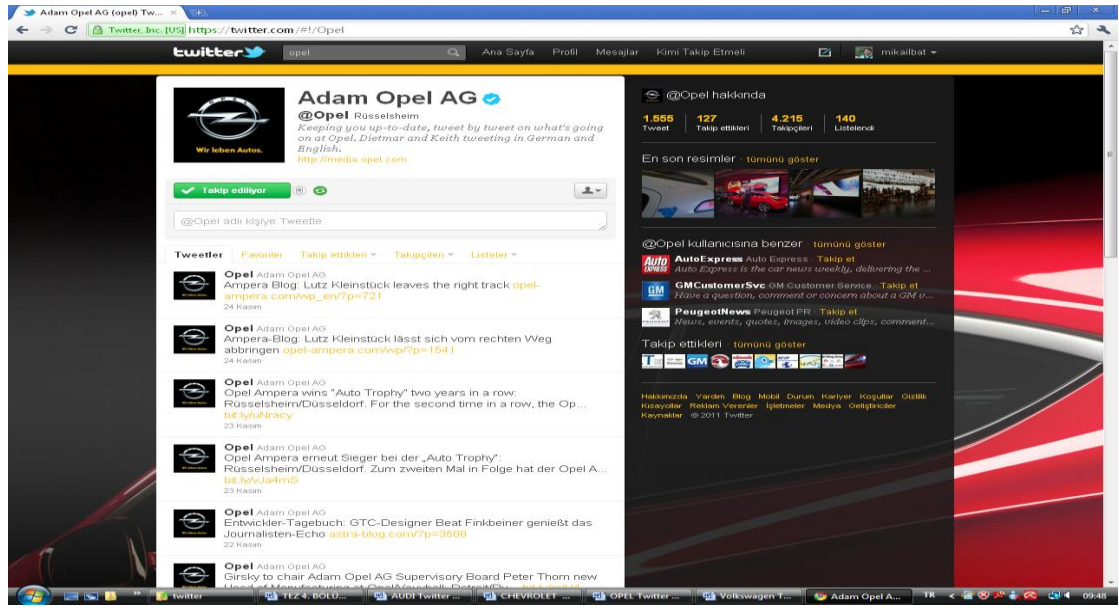 Adam Opel AG (opel) Tw...
Twitter, Inc. [US] https://twitter.com/#!/Opel
twitter
opel
Ana Sayfa Profil Mesajlar Kimi Takip Etmeli
mikailbat
Wir leben Autos.
Adam Opel AG
@Opel Rüsselsheim
Keeping you up-to-date, tweet by tweet on what's going
on at Opel. Dietmar and Keith tweeting in German and
English.
http://media.opel.com
Takip ediliyor
@Opel adlı kişiye Tweetle
Tweetler Favoriler Takip ettikleri Takipçileri Listeler
Opel Adam Opel AG
Ampera Blog: Lutz Kleinstück leaves the right track opel-
ampera.com/wp_en/?p=721
24 Kasım
Opel Adam Opel AG
Ampera-Blog: Lutz Kleinstück lässt sich vom rechten Weg
abbringen opel-ampera.com/wp/?p=1541
24 Kasım
Opel Adam Opel AG
Opel Ampera wins "Auto Trophy" two years in a row:
Rüsselsheim/Düsseldorf. For the second time in a row, the Op...
bit.ly/uNracy
23 Kasım
Opel Adam Opel AG
Opel Ampera erneut Sieger bei der „Auto Trophy":
Rüsselsheim/Düsseldorf. Zum zweiten Mal in Folge hat der Opel A...
bit.ly/vJa4mS
23 Kasım
Opel Adam Opel AG
Entwickler-Tagebuch: GTC-Designer Beat Finkbeiner genießt das
Journalisten-Echo astra-blog.com/?p=3508
22 Kasım
Opel Adam Opel AG
Girsky to chair Adam Opel AG Supervisory Board Peter Thom new
@Opel hakkında
1.555 127 4.215 140
Tweet Takip ettikleri Takipçileri Listelendi
En son resimler · tümünü göster
@Opel kullanıcısına benzer · tümünü göster
AutoExpress Auto Express · Takip et
Auto Express is the car news weekly, delivering the ...
GMCustomerSvc GM Customer Service · Takip et
Have a question, comment or concern about a GM v...
PeugeotNews Peugeot PR · Takip et
News, events, quotes, images, video clips, comment...
Takip ettikleri · tümünü göster
Hakkımızda Yardım Blog Mobil Durum Kariyer Koşullar Gizlilik
Kısayollar Reklam Verenler İşletmeler Medya Geliştiriciler
Kaynaklar © 2011 Twitter
twitter
TEZ 4. BÖLÜ...
AUDI Twitter ...
CHEVROLET ...
OPEL Twitter ...
Volkswagen T...
Adam Opel A...
TR
09:48